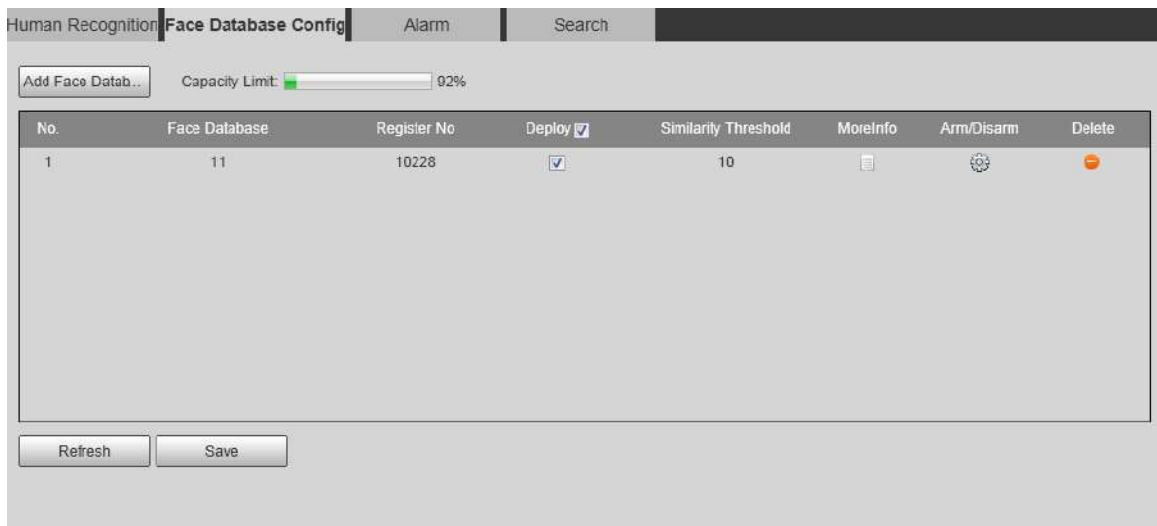 Human Recognition Face Database Config Alarm Search
Add Face Datab... Capacity Limit: 92%
No. Face Database Register No Deploy Similarity Threshold MoreInfo Arm/Disarm Delete
1 11 10228 10
Refresh Save